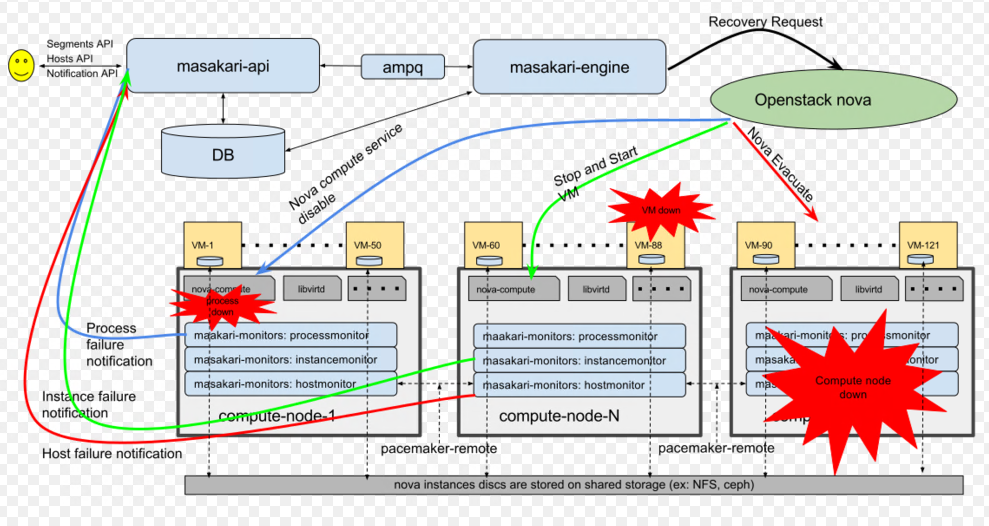 Recovery Request
Segments API
Hosts API
Notification API
masakari-api
ampq
masakari-engine
Openstack nova
DB
Nova compute service
disable
Stop and Start
VM
Nova Evacuate
VM down
VM-1
VM-50
VM-60
VM-88
VM-90
VM-121
nova-compute
libvirtd
nova-compute
libvirtd
nova-compute
libvirtd
process
down
Process
failure
notification
maakari-monitors: processmonitor
masakari-monitors: instancemonitor
masakari-monitors: hostmonitor
maakari-monitors: processmonitor
masakari-monitors: instancemonitor
masakari-monitors: hostmonitor
maakari-monitors: processmonitor
Compute node
down
Instance failure
notification
compute-node-1
compute-node-N
Host failure notification
pacemaker-remote
pacemaker-remote
nova instances discs are stored on shared storage (ex: NFS, ceph)